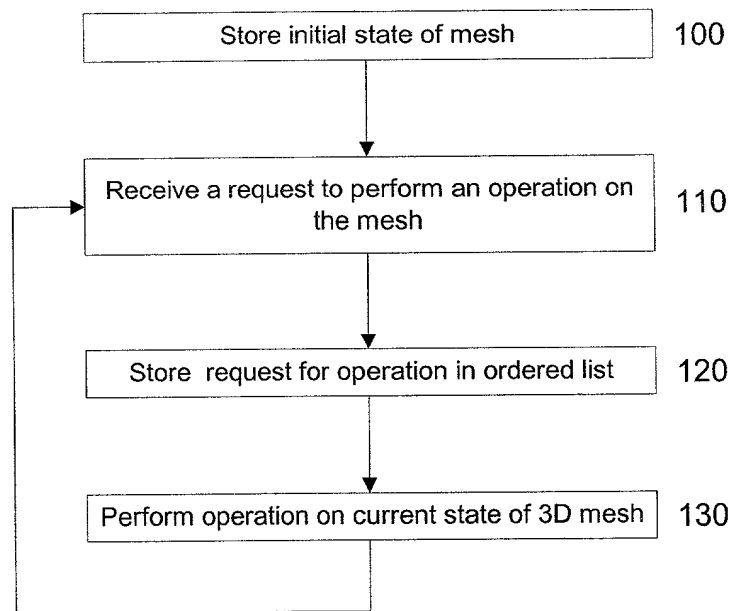 Store initial state of mesh 100
Receive a request to perform an operation on
the mesh
110
Store request for operation in ordered list 120
Perform operation on current state of 3D mesh 130